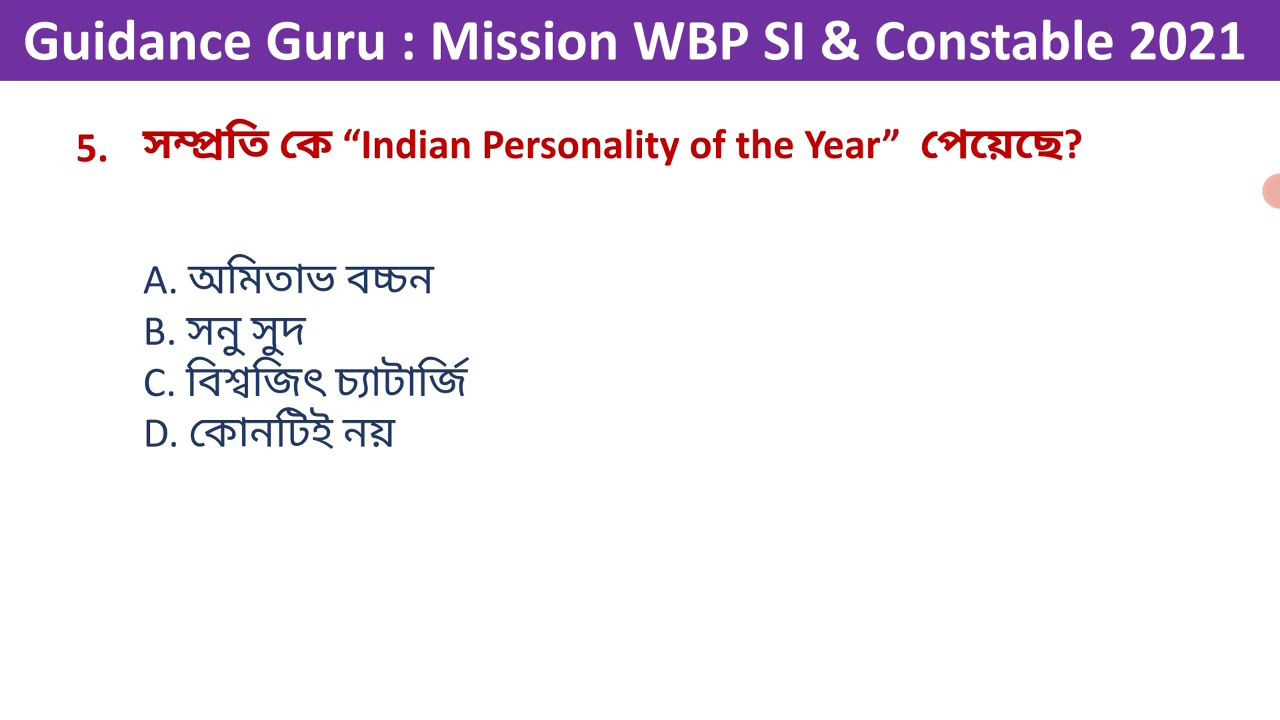 Guidance Guru : Mission WBP SI & Constable 2021
5. সম্প্রতি কে “Indian Personality of the Year” পেয়েছে?
A. অমিতাভ বচ্চন
B. সনু সুদ
C. বিশ্বজিৎ চ্যাটার্জি
D. কোনটিই নয়